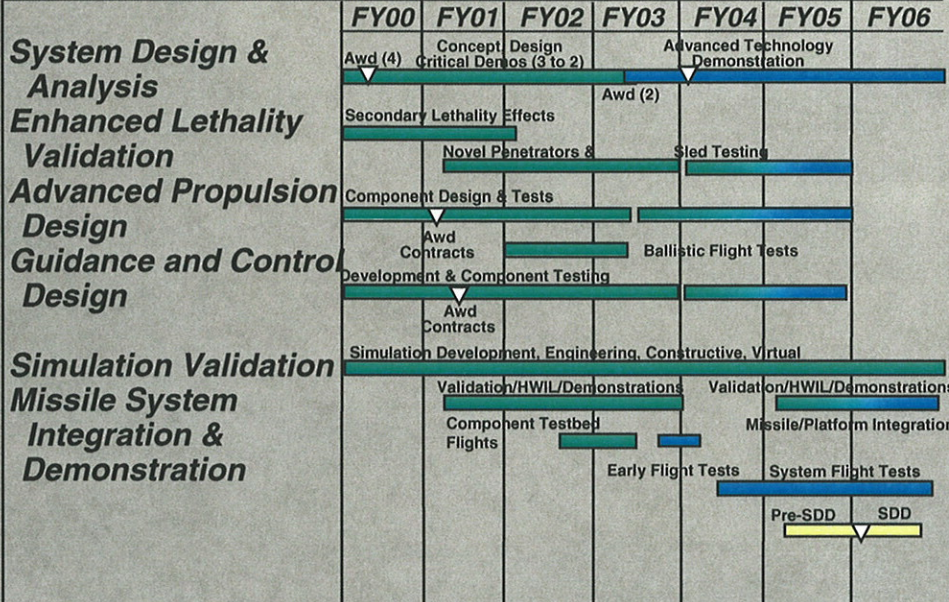 FY00 FY01 FY02 FY03 FY04 FY05 FY06
System Design &
Analysis
Awd (4)
Concept Design
Critical Demos (3 to 2)
Awd (2)
Advanced Technology
Demonstration
Enhanced Lethality
Validation
Secondary Lethality Effects
Novel Penetrators &
Sled Testing
Advanced Propulsion
Design
Component Design & Tests
Awd
Contracts
Ballistic Flight Tests
Guidance and Control
Design
Development & Component Testing
Awd
Contracts
Simulation Validation
Simulation Development, Engineering, Constructive, Virtual
Missile System
Integration &
Demonstration
Validation/HWIL/Demonstrations
Validation/HWIL/Demonstrations
Component Testbed
Flights
Missile/Platform Integration
Early Flight Tests
System Flight Tests
Pre-SDD
SDD